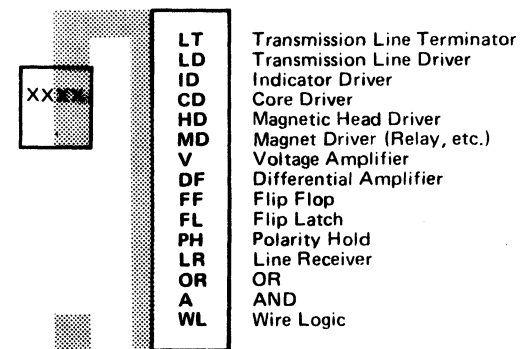 LT Transmission Line Terminator
LD Transmission Line Driver
ID Indicator Driver
XXXX CD Core Driver
HD Magnetic Head Driver
MD Magnet Driver (Relay, etc.)
V Voltage Amplifier
DF Differential Amplifier
FF Flip Flop
FL Flip Latch
PH Polarity Hold
LR Line Receiver
OR OR
A AND
WL Wire Logic